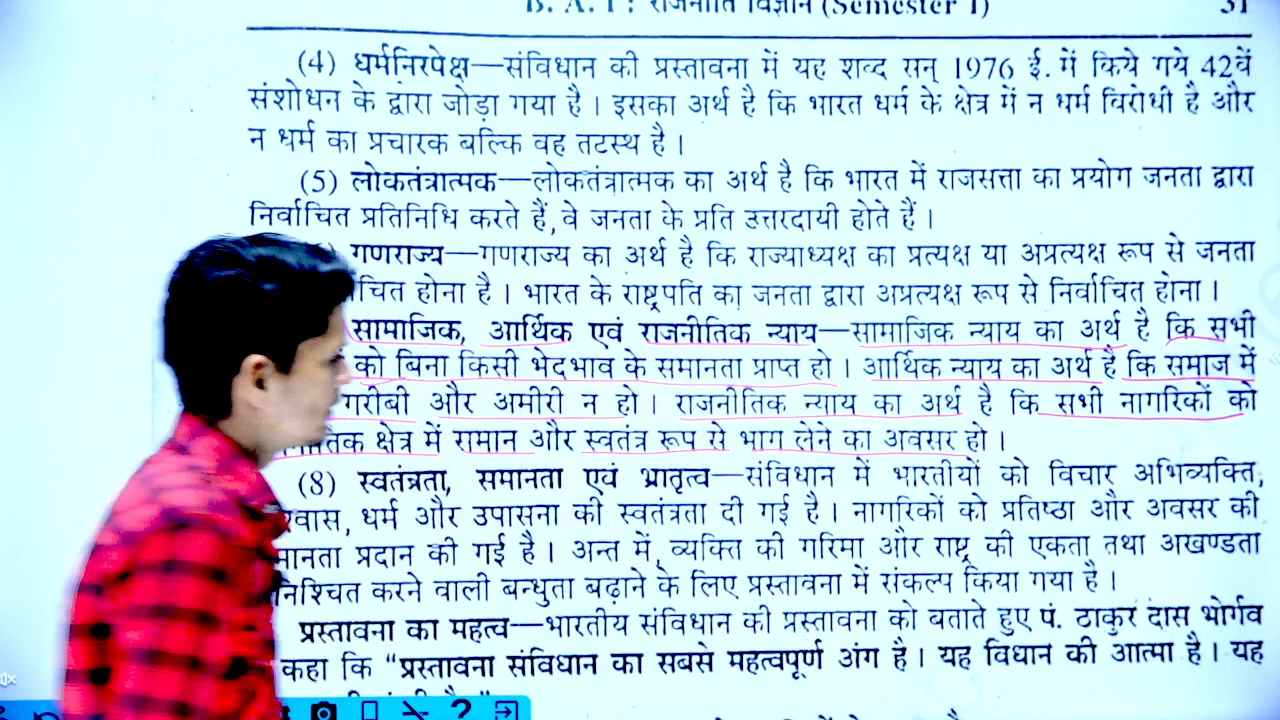 B. A. I : राजनीति विज्ञान (Semester I) 31
(4) धर्मनिरपेक्ष—संविधान की प्रस्तावना में यह शब्द सन् 1976 ई. में किये गये 42वें
संशोधन के द्वारा जोड़ा गया है। इसका अर्थ है कि भारत धर्म के क्षेत्र में न धर्म विरोधी है और
न धर्म का प्रचारक बल्कि वह तटस्थ है।
(5) लोकतंत्रात्मक—लोकतंत्रात्मक का अर्थ है कि भारत में राजसत्ता का प्रयोग जनता द्वारा
निर्वाचित प्रतिनिधि करते हैं, वे जनता के प्रति उत्तरदायी होते हैं।
गणराज्य—गणराज्य का अर्थ है कि राज्याध्यक्ष का प्रत्यक्ष या अप्रत्यक्ष रूप से जनता
चित होना है। भारत के राष्ट्रपति का जनता द्वारा अप्रत्यक्ष रूप से निर्वाचित होना।
सामाजिक, आर्थिक एवं राजनीतिक न्याय—सामाजिक न्याय का अर्थ है कि सभी
को बिना किसी भेदभाव के समानता प्राप्त हो। आर्थिक न्याय का अर्थ है कि समाज में
गरीबी और अमीरी न हो। राजनीतिक न्याय का अर्थ है कि सभी नागरिकों को
तिक क्षेत्र में समान और स्वतंत्र रूप से भाग लेने का अवसर हो।
(8) स्वतंत्रता, समानता एवं भ्रातृत्व—संविधान में भारतीयों को विचार अभिव्यक्ति,
श्वास, धर्म और उपासना की स्वतंत्रता दी गई है। नागरिकों को प्रतिष्ठा और अवसर की
मानता प्रदान की गई है। अन्त में, व्यक्ति की गरिमा और राष्ट्र की एकता तथा अखण्डता
निश्चित करने वाली बन्धुता बढ़ाने के लिए प्रस्तावना में संकल्प किया गया है।
प्रस्तावना का महत्व—भारतीय संविधान की प्रस्तावना को बताते हुए पं. ठाकुर दास भोर्गव
कहा कि “प्रस्तावना संविधान का सबसे महत्वपूर्ण अंग है। यह विधान की आत्मा है। यह